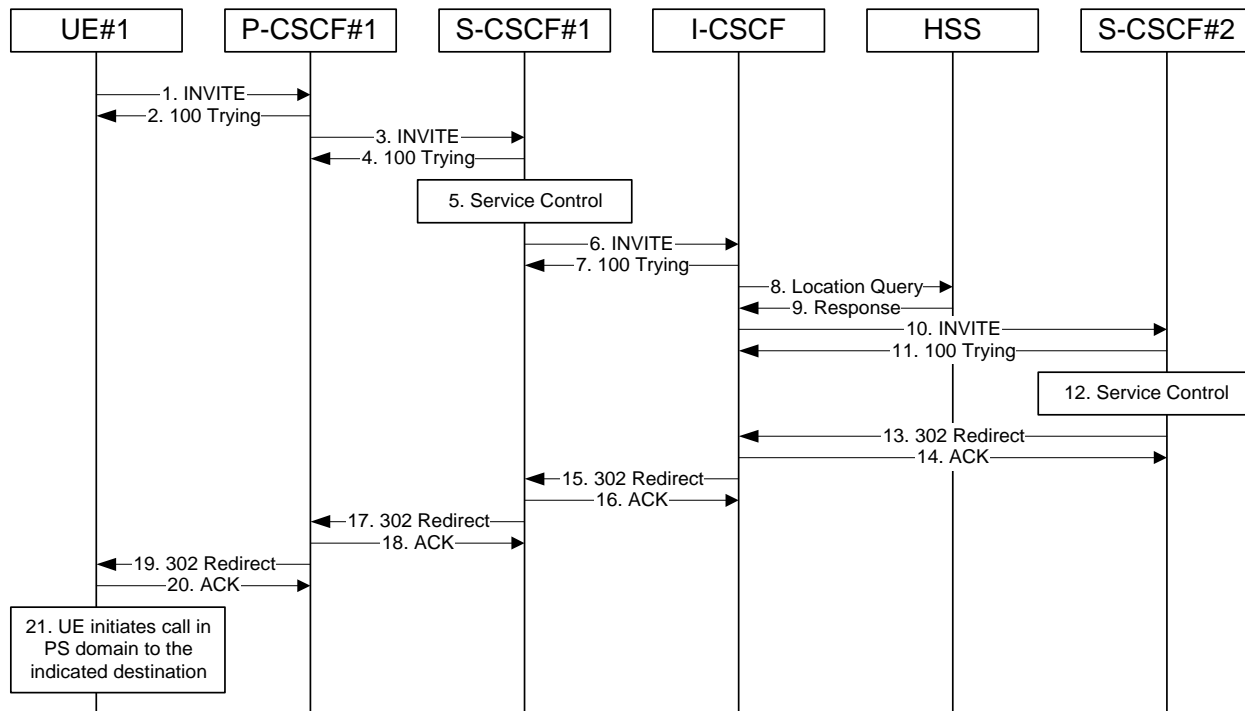 UE#1
P-CSCF#1
S-CSCF#1
I-CSCF
HSS
S-CSCF#2
1. INVITE
2. 100 Trying
3. INVITE
4. 100 Trying
5. Service Control
6. INVITE
7. 100 Trying
8. Location Query
9. Response
10. INVITE
11. 100 Trying
12. Service Control
13. 302 Redirect
14. ACK
15. 302 Redirect
16. ACK
17. 302 Redirect
18. ACK
19. 302 Redirect
20. ACK
21. UE initiates call in
PS domain to the
indicated destination